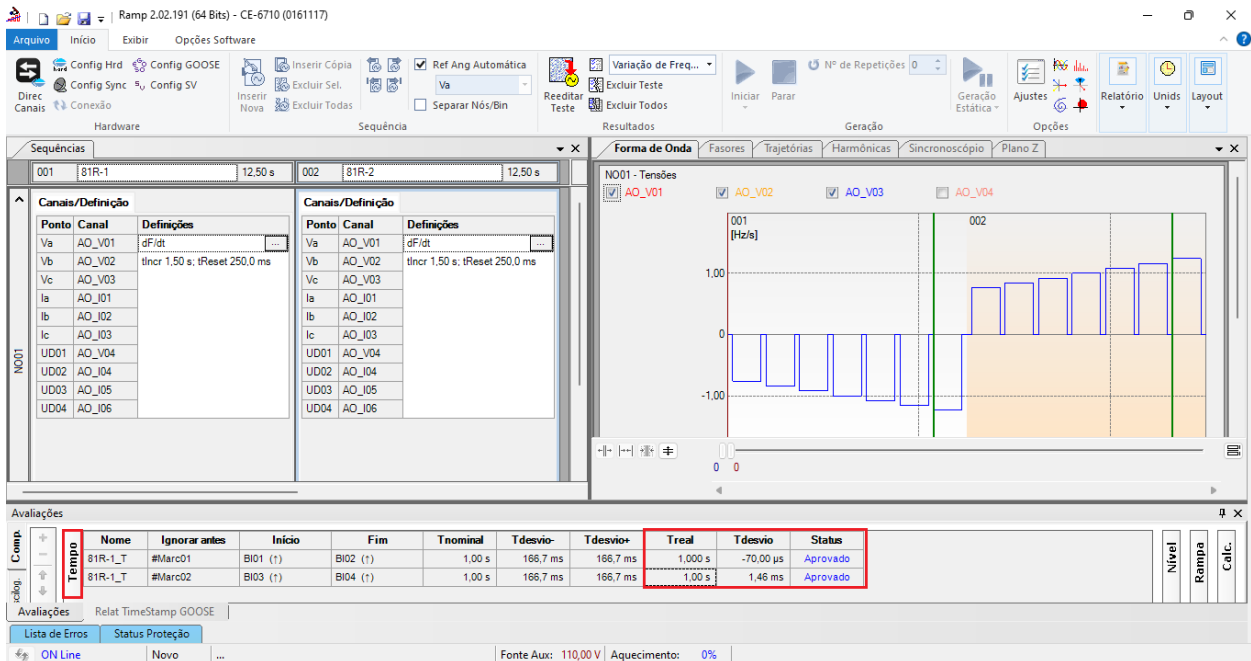 Ramp 2.02.191 (64 Bits) - CE-6710 (0161117)
Arquivo Início Exibir Opções Software
Direc Canais
Config Hrd Config GOOSE
Config Sync Config SV
Conexão
Hardware
Inserir Nova
Inserir Cópia
Excluir Sel.
Excluir Todas
Ref Ang Automática
Va
Separar Nós/Bin
Sequência
Reeditar Teste
Variação de Freq...
Excluir Teste
Excluir Todos
Resultados
Iniciar Parar
Nº de Repetições 0
Geração Estática
Geração
Ajustes
Opções
Relatório Unids Layout
Sequências
001 81R-1 12,50 s 002 81R-2 12,50 s
Canais/Definição Canais/Definição
Ponto Canal Definições Ponto Canal Definições
Va AO_V01 dF/dt ... Va AO_V01 dF/dt ...
Vb AO_V02 tIncr 1,50 s; tReset 250,0 ms Vb AO_V02 tIncr 1,50 s; tReset 250,0 ms
Vc AO_V03 Vc AO_V03
Ia AO_I01 Ia AO_I01
Ib AO_I02 Ib AO_I02
Ic AO_I03 Ic AO_I03
UD01 AO_V04 UD01 AO_V04
UD02 AO_I04 UD02 AO_I04
UD03 AO_I05 UD03 AO_I05
UD04 AO_I06 UD04 AO_I06
NO01
Forma de Onda Fasores Trajetórias Harmônicas Sincronoscópio Plano Z
NO01 - Tensões
AO_V01 AO_V02 AO_V03 AO_V04
001 002
[Hz/s]
1,00
0
-1,00
0 0
Avaliações
Comp.
Tempo
Nome Ignorar antes Início Fim Tnominal Tdesvio- Tdesvio+ Treal Tdesvio Status
81R-1_T #Marc01 BI01 (↑) BI02 (↑) 1,00 s 166,7 ms 166,7 ms 1,000 s -70,00 µs Aprovado
81R-1_T #Marc02 BI03 (↑) BI04 (↑) 1,00 s 166,7 ms 166,7 ms 1,00 s 1,46 ms Aprovado
Nível
Rampa
Calc.
Avaliações Relat TimeStamp GOOSE
Lista de Erros Status Proteção
ON Line Novo ... Fonte Aux: 110,00 V Aquecimento: 0%